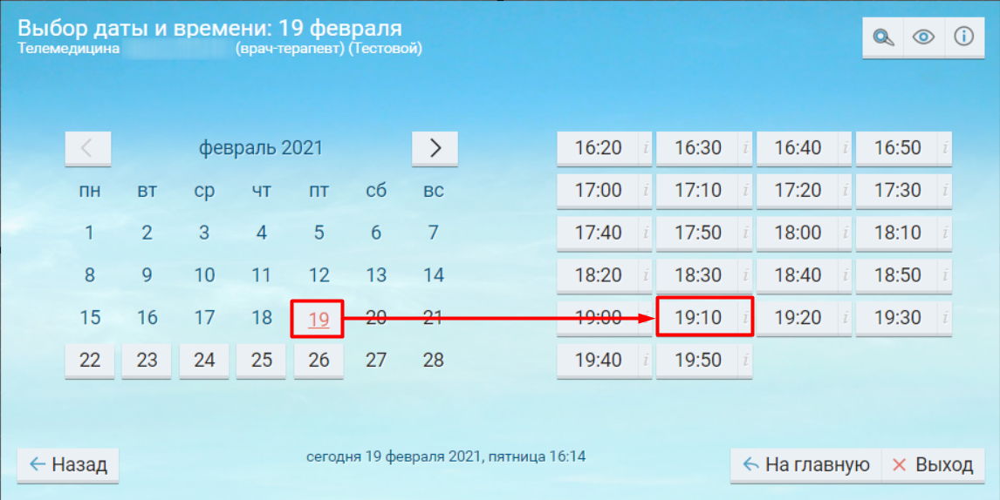 Выбор даты и времени: 19 февраля
Телемедицина (врач-терапевт) (Тестовой)
февраль 2021
пн вт ср чт пт сб вс
1 2 3 4 5 6 7
8 9 10 11 12 13 14
15 16 17 18 19 20 21
22 23 24 25 26 27 28
16:20 i 16:30 i 16:40 i 16:50 i
17:00 i 17:10 i 17:20 i 17:30 i
17:40 i 17:50 i 18:00 i 18:10 i
18:20 i 18:30 i 18:40 i 18:50 i
19:00 i 19:10 i 19:20 i 19:30 i
19:40 i 19:50 i
Назад
сегодня 19 февраля 2021, пятница 16:14
На главную
Выход